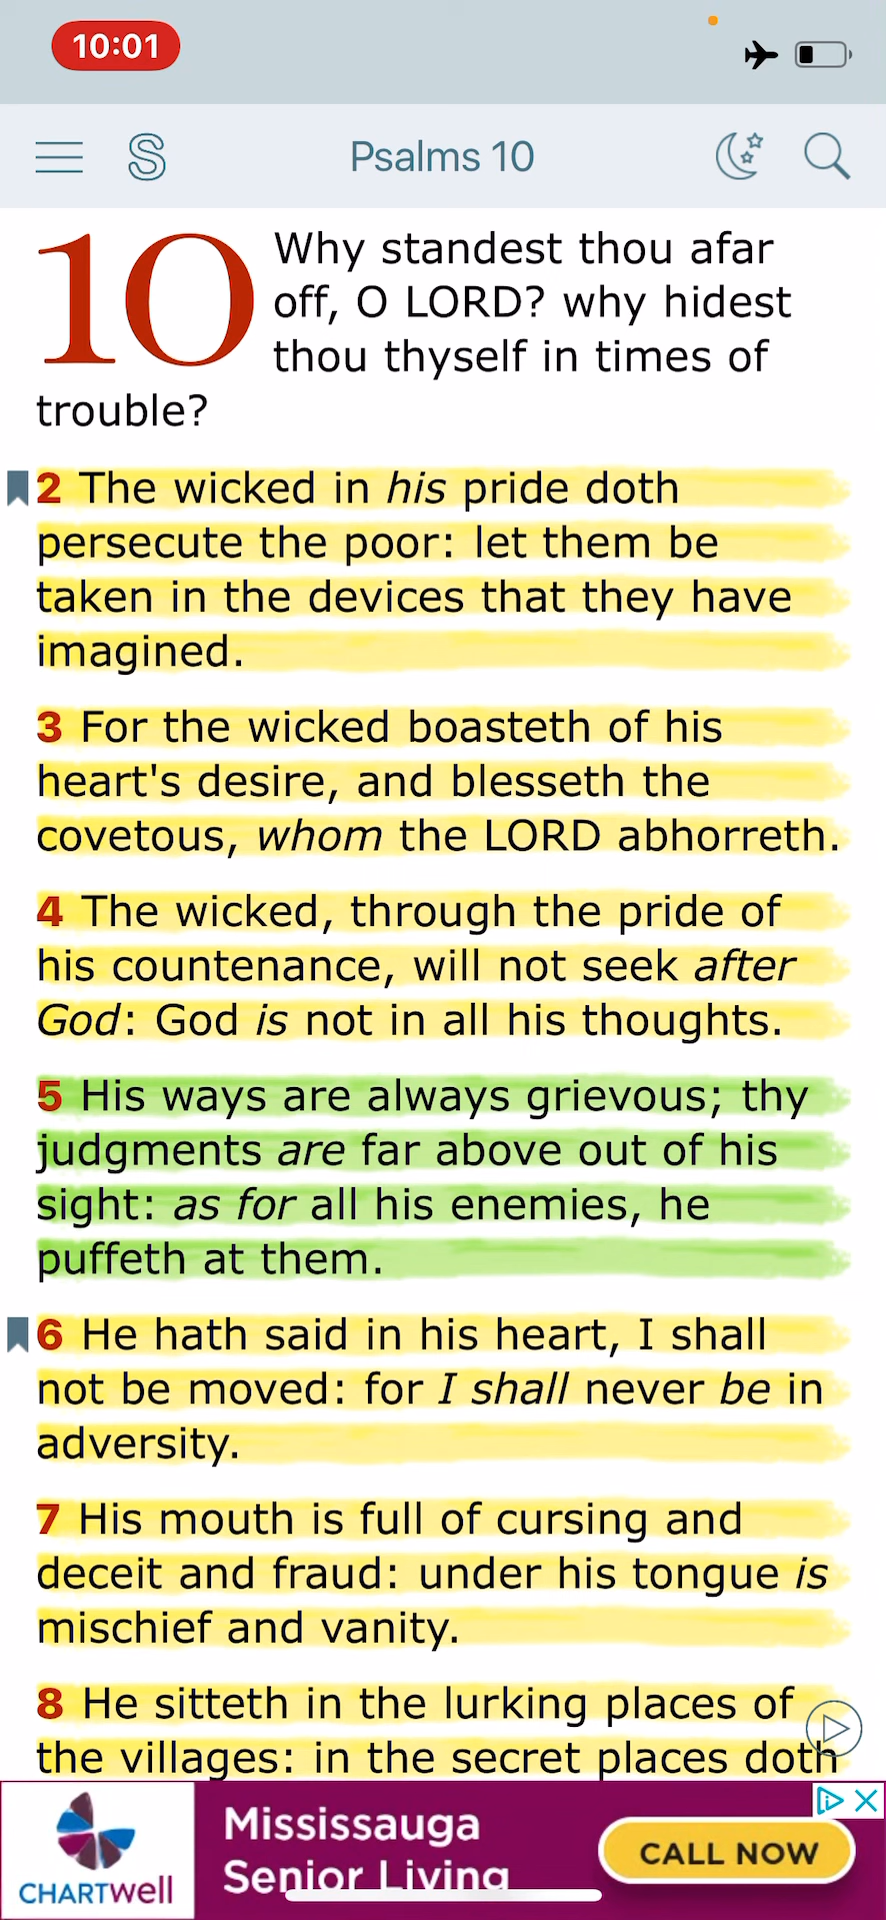 10:01
Psalms 10
10 Why standest thou afar
off, O LORD? why hidest
thou thyself in times of
trouble?
2 The wicked in his pride doth
persecute the poor: let them be
taken in the devices that they have
imagined.
3 For the wicked boasteth of his
heart's desire, and blesseth the
covetous, whom the LORD abhorreth.
4 The wicked, through the pride of
his countenance, will not seek after
God: God is not in all his thoughts.
5 His ways are always grievous; thy
judgments are far above out of his
sight: as for all his enemies, he
puffeth at them.
6 He hath said in his heart, I shall
not be moved: for I shall never be in
adversity.
7 His mouth is full of cursing and
deceit and fraud: under his tongue is
mischief and vanity.
8 He sitteth in the lurking places of
the villages: in the secret places doth
CHARTwell
Mississauga
Senior Living
CALL NOW